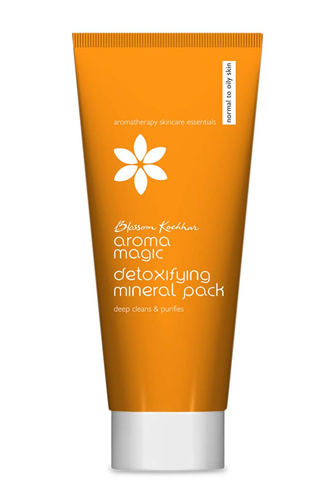 normal to oily skin
aromatherapy skincare essentials
Blossom Kochhar
aroma
magic
detoxifying
mineral pack
deep cleans & purifies